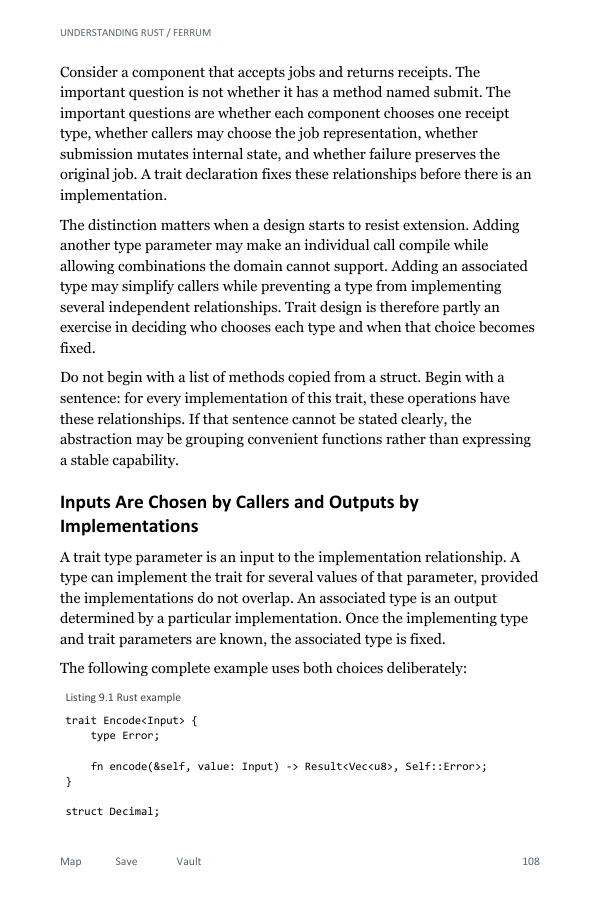 UNDERSTANDING RUST / FERRUM
Consider a component that accepts jobs and returns receipts. The
important question is not whether it has a method named submit. The
important questions are whether each component chooses one receipt
type, whether callers may choose the job representation, whether
submission mutates internal state, and whether failure preserves the
original job. A trait declaration fixes these relationships before there is an
implementation.
The distinction matters when a design starts to resist extension. Adding
another type parameter may make an individual call compile while
allowing combinations the domain cannot support. Adding an associated
type may simplify callers while preventing a type from implementing
several independent relationships. Trait design is therefore partly an
exercise in deciding who chooses each type and when that choice becomes
fixed.
Do not begin with a list of methods copied from a struct. Begin with a
sentence: for every implementation of this trait, these operations have
these relationships. If that sentence cannot be stated clearly, the
abstraction may be grouping convenient functions rather than expressing
a stable capability.
Inputs Are Chosen by Callers and Outputs by
Implementations
A trait type parameter is an input to the implementation relationship. A
type can implement the trait for several values of that parameter, provided
the implementations do not overlap. An associated type is an output
determined by a particular implementation. Once the implementing type
and trait parameters are known, the associated type is fixed.
The following complete example uses both choices deliberately:
Listing 9.1 Rust example
trait Encode<Input> {
    type Error;
    fn encode(&self, value: Input) -> Result<Vec<u8>, Self::Error>;
}
struct Decimal;
Map Save Vault 108